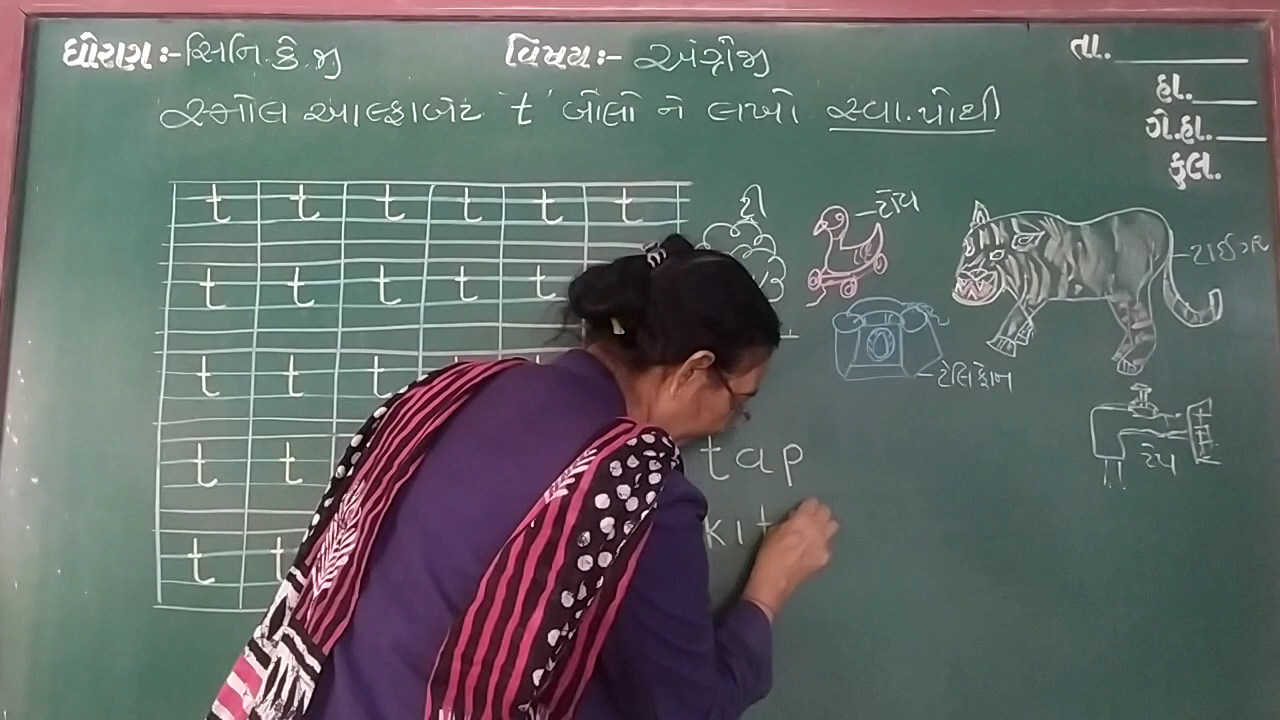 ધોરણ :- સિનિ. કે. જી
વિષય :- અંગ્રેજી
તા.
હા.
ગે.હા.
કુલ.
સ્મોલ આલ્ફાબેટ 't' બોલો ને લખો સ્વા.પોથી
t t t t t t
t t t t t
t t t
t t
t t
ટ્રી
ટોય
ટાઈગર
ટેલિફોન
ટેપ
tap
kit